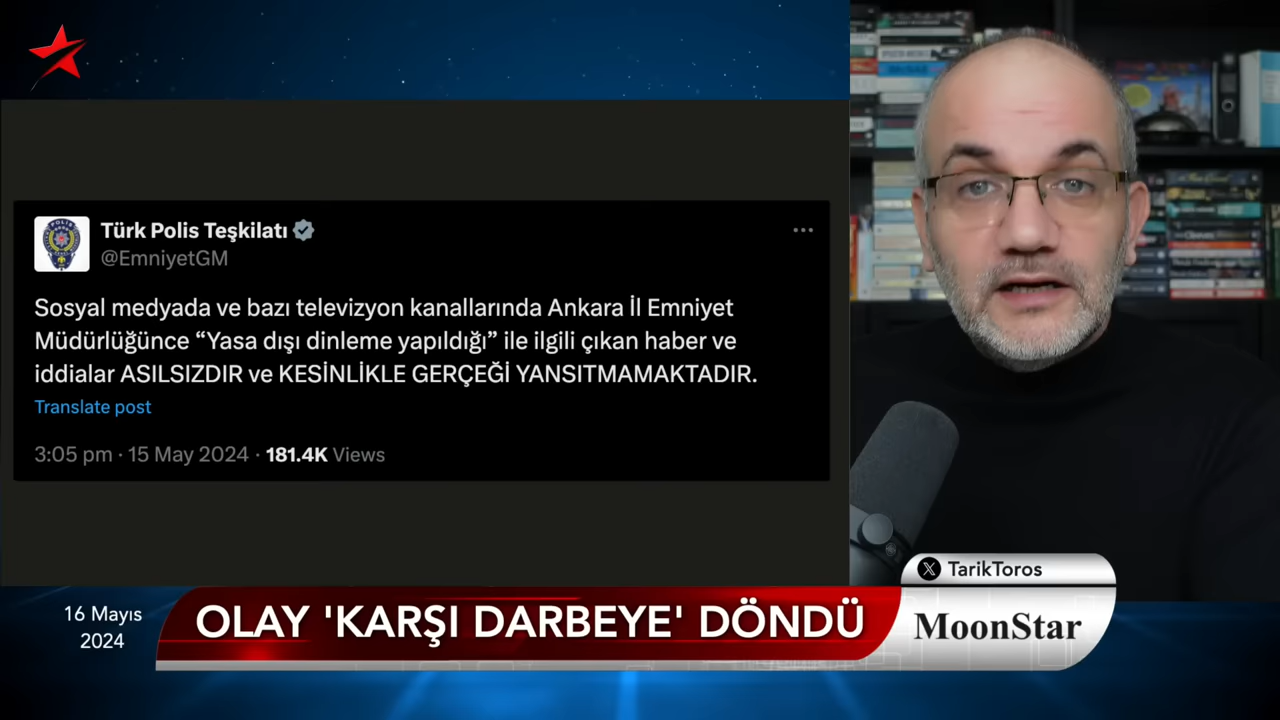 Türk Polis Teşkilatı
@EmniyetGM
Sosyal medyada ve bazı televizyon kanallarında Ankara İl Emniyet
Müdürlüğünce “Yasa dışı dinleme yapıldığı” ile ilgili çıkan haber ve
iddialar ASILSIZDIR ve KESİNLİKLE GERÇEĞİ YANSITMAMAKTADIR.
Translate post
3:05 pm · 15 May 2024 · 181.4K Views
TarikToros
16 Mayıs
2024
OLAY 'KARŞI DARBEYE' DÖNDÜ
MoonStar